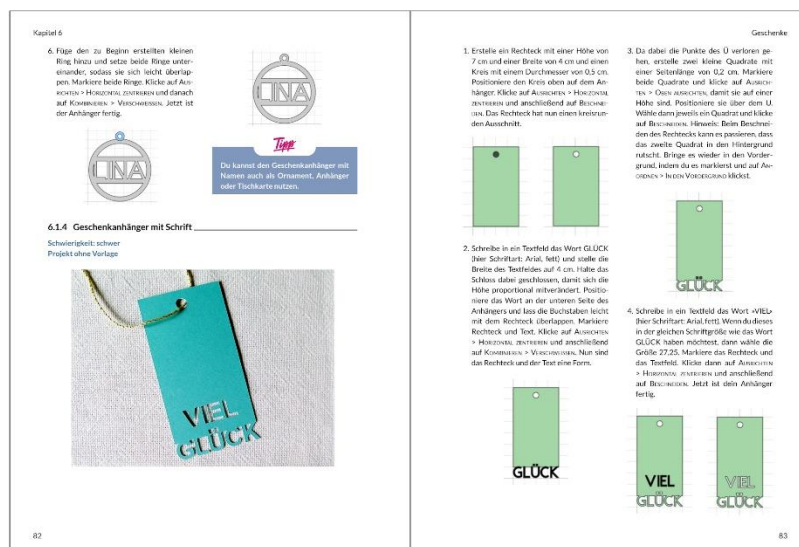 Kapitel 6
6. Füge den zu Beginn erstellten kleinen
Ring hinzu und setze beide Ringe unter-
einander, sodass sie sich leicht überlap-
pen. Markiere beide Ringe. Klicke auf Aus-
richten > Horizontal zentrieren und danach
auf Kombinieren > Verschweissen. Jetzt ist
der Anhänger fertig.
LINA
LINA
Tipp
Du kannst den Geschenkanhänger mit
Namen auch als Ornament, Anhänger
oder Tischkarte nutzen.
6.1.4 Geschenkanhänger mit Schrift
Schwierigkeit: schwer
Projekt ohne Vorlage
VIEL
GLÜCK
82
Geschenke
1. Erstelle ein Rechteck mit einer Höhe von
7 cm und einer Breite von 4 cm und einen
Kreis mit einem Durchmesser von 0,5 cm.
Positioniere den Kreis oben auf dem An-
hänger. Klicke auf Ausrichten > Horizontal
zentrieren und anschließend auf Beschnei-
den. Das Rechteck hat nun einen kreisrun-
den Ausschnitt.
2. Schreibe in ein Textfeld das Wort GLÜCK
(hier Schriftart: Arial, fett) und stelle die
Breite des Textfeldes auf 4 cm. Halte das
Schloss dabei geschlossen, damit sich die
Höhe proportional mitverändert. Positio-
niere das Wort an der unteren Seite des
Anhängers und lass die Buchstaben leicht
mit dem Rechteck überlappen. Markiere
Rechteck und Text. Klicke auf Ausrichten
> Horizontal zentrieren und anschließend
auf Kombinieren > Verschweissen. Nun sind
das Rechteck und der Text eine Form.
GLÜCK
3. Da dabei die Punkte des Ü verloren ge-
hen, erstelle zwei kleine Quadrate mit
einer Seitenlänge von 0,2 cm. Markiere
beide Quadrate und klicke auf Ausrich-
ten > Oben ausrichten, damit sie auf einer
Höhe sind. Positioniere sie über dem U.
Wähle dann jeweils ein Quadrat und klicke
auf Beschneiden. Hinweis: Beim Beschnei-
den des Rechtecks kann es passieren, dass
das zweite Quadrat in den Hintergrund
rutscht. Bringe es wieder in den Vorder-
grund, indem du es markierst und auf An-
ordnen > In den Vordergrund klickst.
GLÜCK
4. Schreibe in ein Textfeld das Wort »VIEL«
(hier Schriftart: Arial, fett). Wenn du dieses
in der gleichen Schriftgröße wie das Wort
GLÜCK haben möchtest, dann wähle die
Größe 27,25. Markiere das Rechteck und
das Textfeld. Klicke dann auf Ausrichten
> Horizontal zentrieren und anschließend
auf Beschneiden. Jetzt ist dein Anhänger
fertig.
VIEL
GLÜCK
VIEL
GLÜCK
83